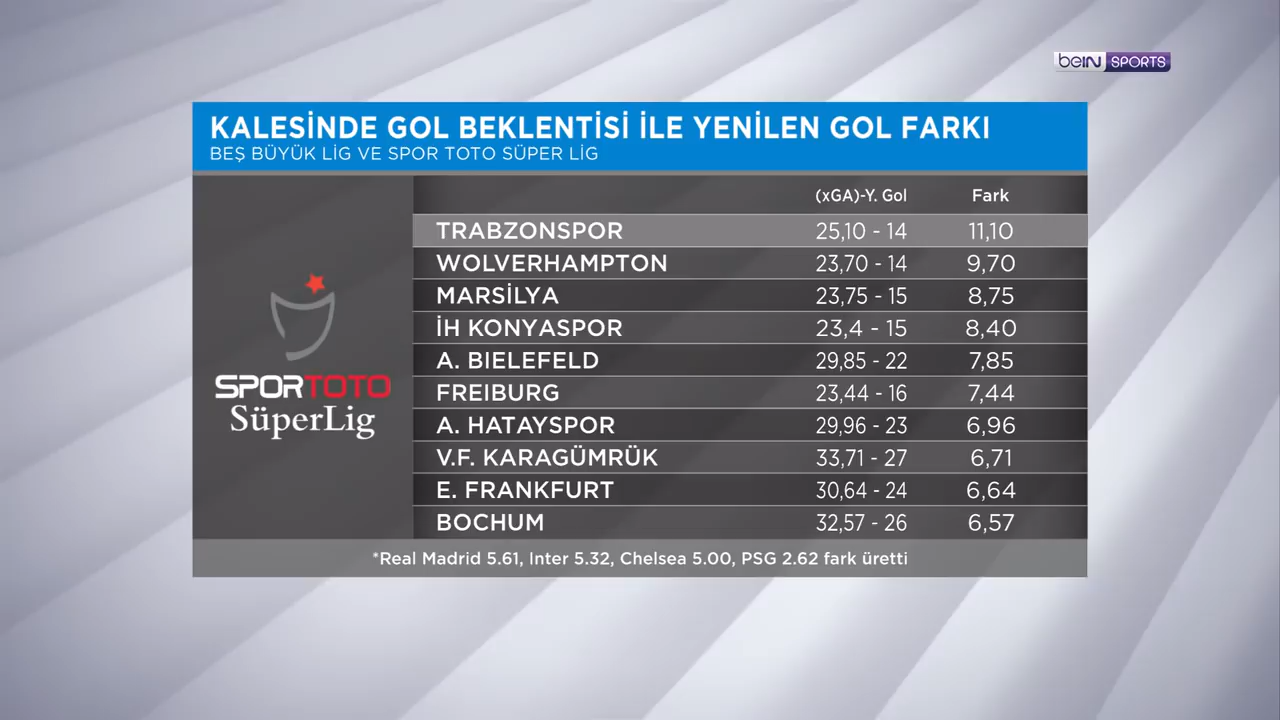 beIN SPORTS
KALESİNDE GOL BEKLENTİSİ İLE YENİLEN GOL FARKI
BEŞ BÜYÜK LİG VE SPOR TOTO SÜPER LİG
(xGA)-Y. Gol Fark
TRABZONSPOR 25,10 - 14 11,10
WOLVERHAMPTON 23,70 - 14 9,70
MARSİLYA 23,75 - 15 8,75
İH KONYASPOR 23,4 - 15 8,40
A. BIELEFELD 29,85 - 22 7,85
FREIBURG 23,44 - 16 7,44
A. HATAYSPOR 29,96 - 23 6,96
V.F. KARAGÜMRÜK 33,71 - 27 6,71
E. FRANKFURT 30,64 - 24 6,64
BOCHUM 32,57 - 26 6,57
SPORTOTO
SüperLig
*Real Madrid 5.61, Inter 5.32, Chelsea 5.00, PSG 2.62 fark üretti